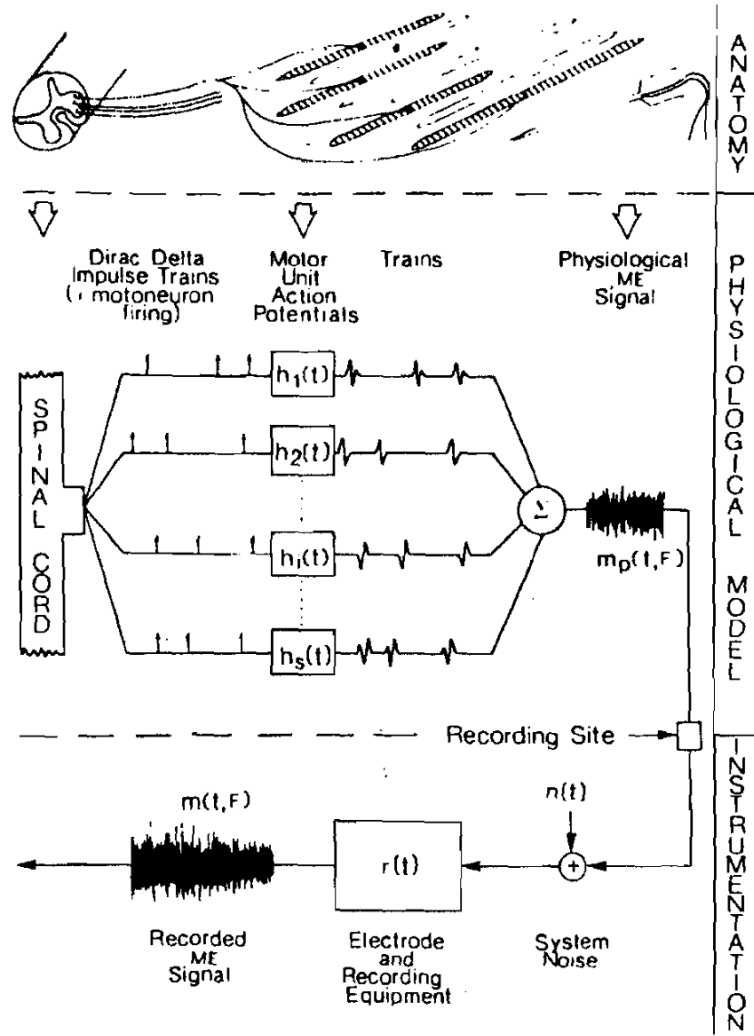 ANATOMY
Dirac Delta
Impulse Trains
( motoneuron
firing)
Motor
Unit
Action
Potentials
Trains
Physiological
ME
Signal
PHYSIOLOGICAL MODEL
SPINAL CORD
h₁(t)
h₂(t)
hᵢ(t)
hₛ(t)
Σ
mₚ(t,F)
Recording Site
INSTRUMENTATION
m(t,F)
n(t)
r(t)
+
Recorded
ME
Signal
Electrode
and
Recording
Equipment
System
Noise